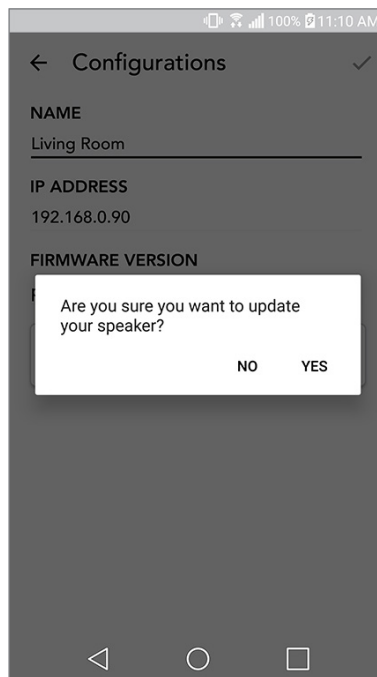 100% 11:10 AM
Configurations
NAME
Living Room
IP ADDRESS
192.168.0.90
FIRMWARE VERSION
Are you sure you want to update
your speaker?
NO YES